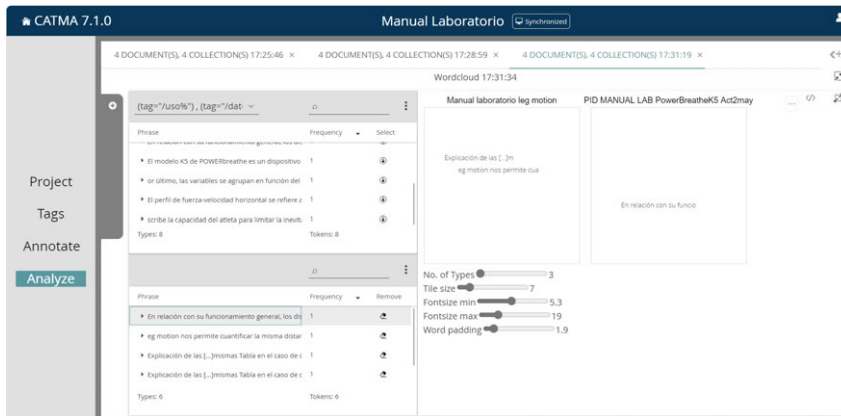 CATMA 7.1.0
Manual Laboratorio
Synchronized
4 DOCUMENT(S), 4 COLLECTION(S) 17:25:46 ×
4 DOCUMENT(S), 4 COLLECTION(S) 17:28:59 ×
4 DOCUMENT(S), 4 COLLECTION(S) 17:31:19 ×
Wordcloud 17:31:34
Project
Tags
Annotate
Analyze
(tag="/uso%") , (tag="/dat
Phrase Frequency Select
El modelo K5 de POWERbreathe es un dispositivo 1
or último, las variables se agrupan en función del 1
El perfil de fuerza-velocidad horizontal se refiere a 1
scribe la capacidad del atleta para limitar la inevit 1
Types: 8 Tokens: 8
Phrase Frequency Remove
En relación con su funcionamiento general, los dis 1
eg motion nos permite cuantificar la misma distar 1
Explicación de las [...]mismas Tabla en el caso de c 1
Explicación de las [...]mismas Tabla en el caso de c 1
Types: 6 Tokens: 6
Manual laboratorio leg motion
Explicación de las [...]m
eg motion nos permite cua
PID MANUAL LAB PowerBreatheK5 Act2may
En relación con su funcio
No. of Types 3
Tile size 7
Fontsize min 5.3
Fontsize max 19
Word padding 1.9